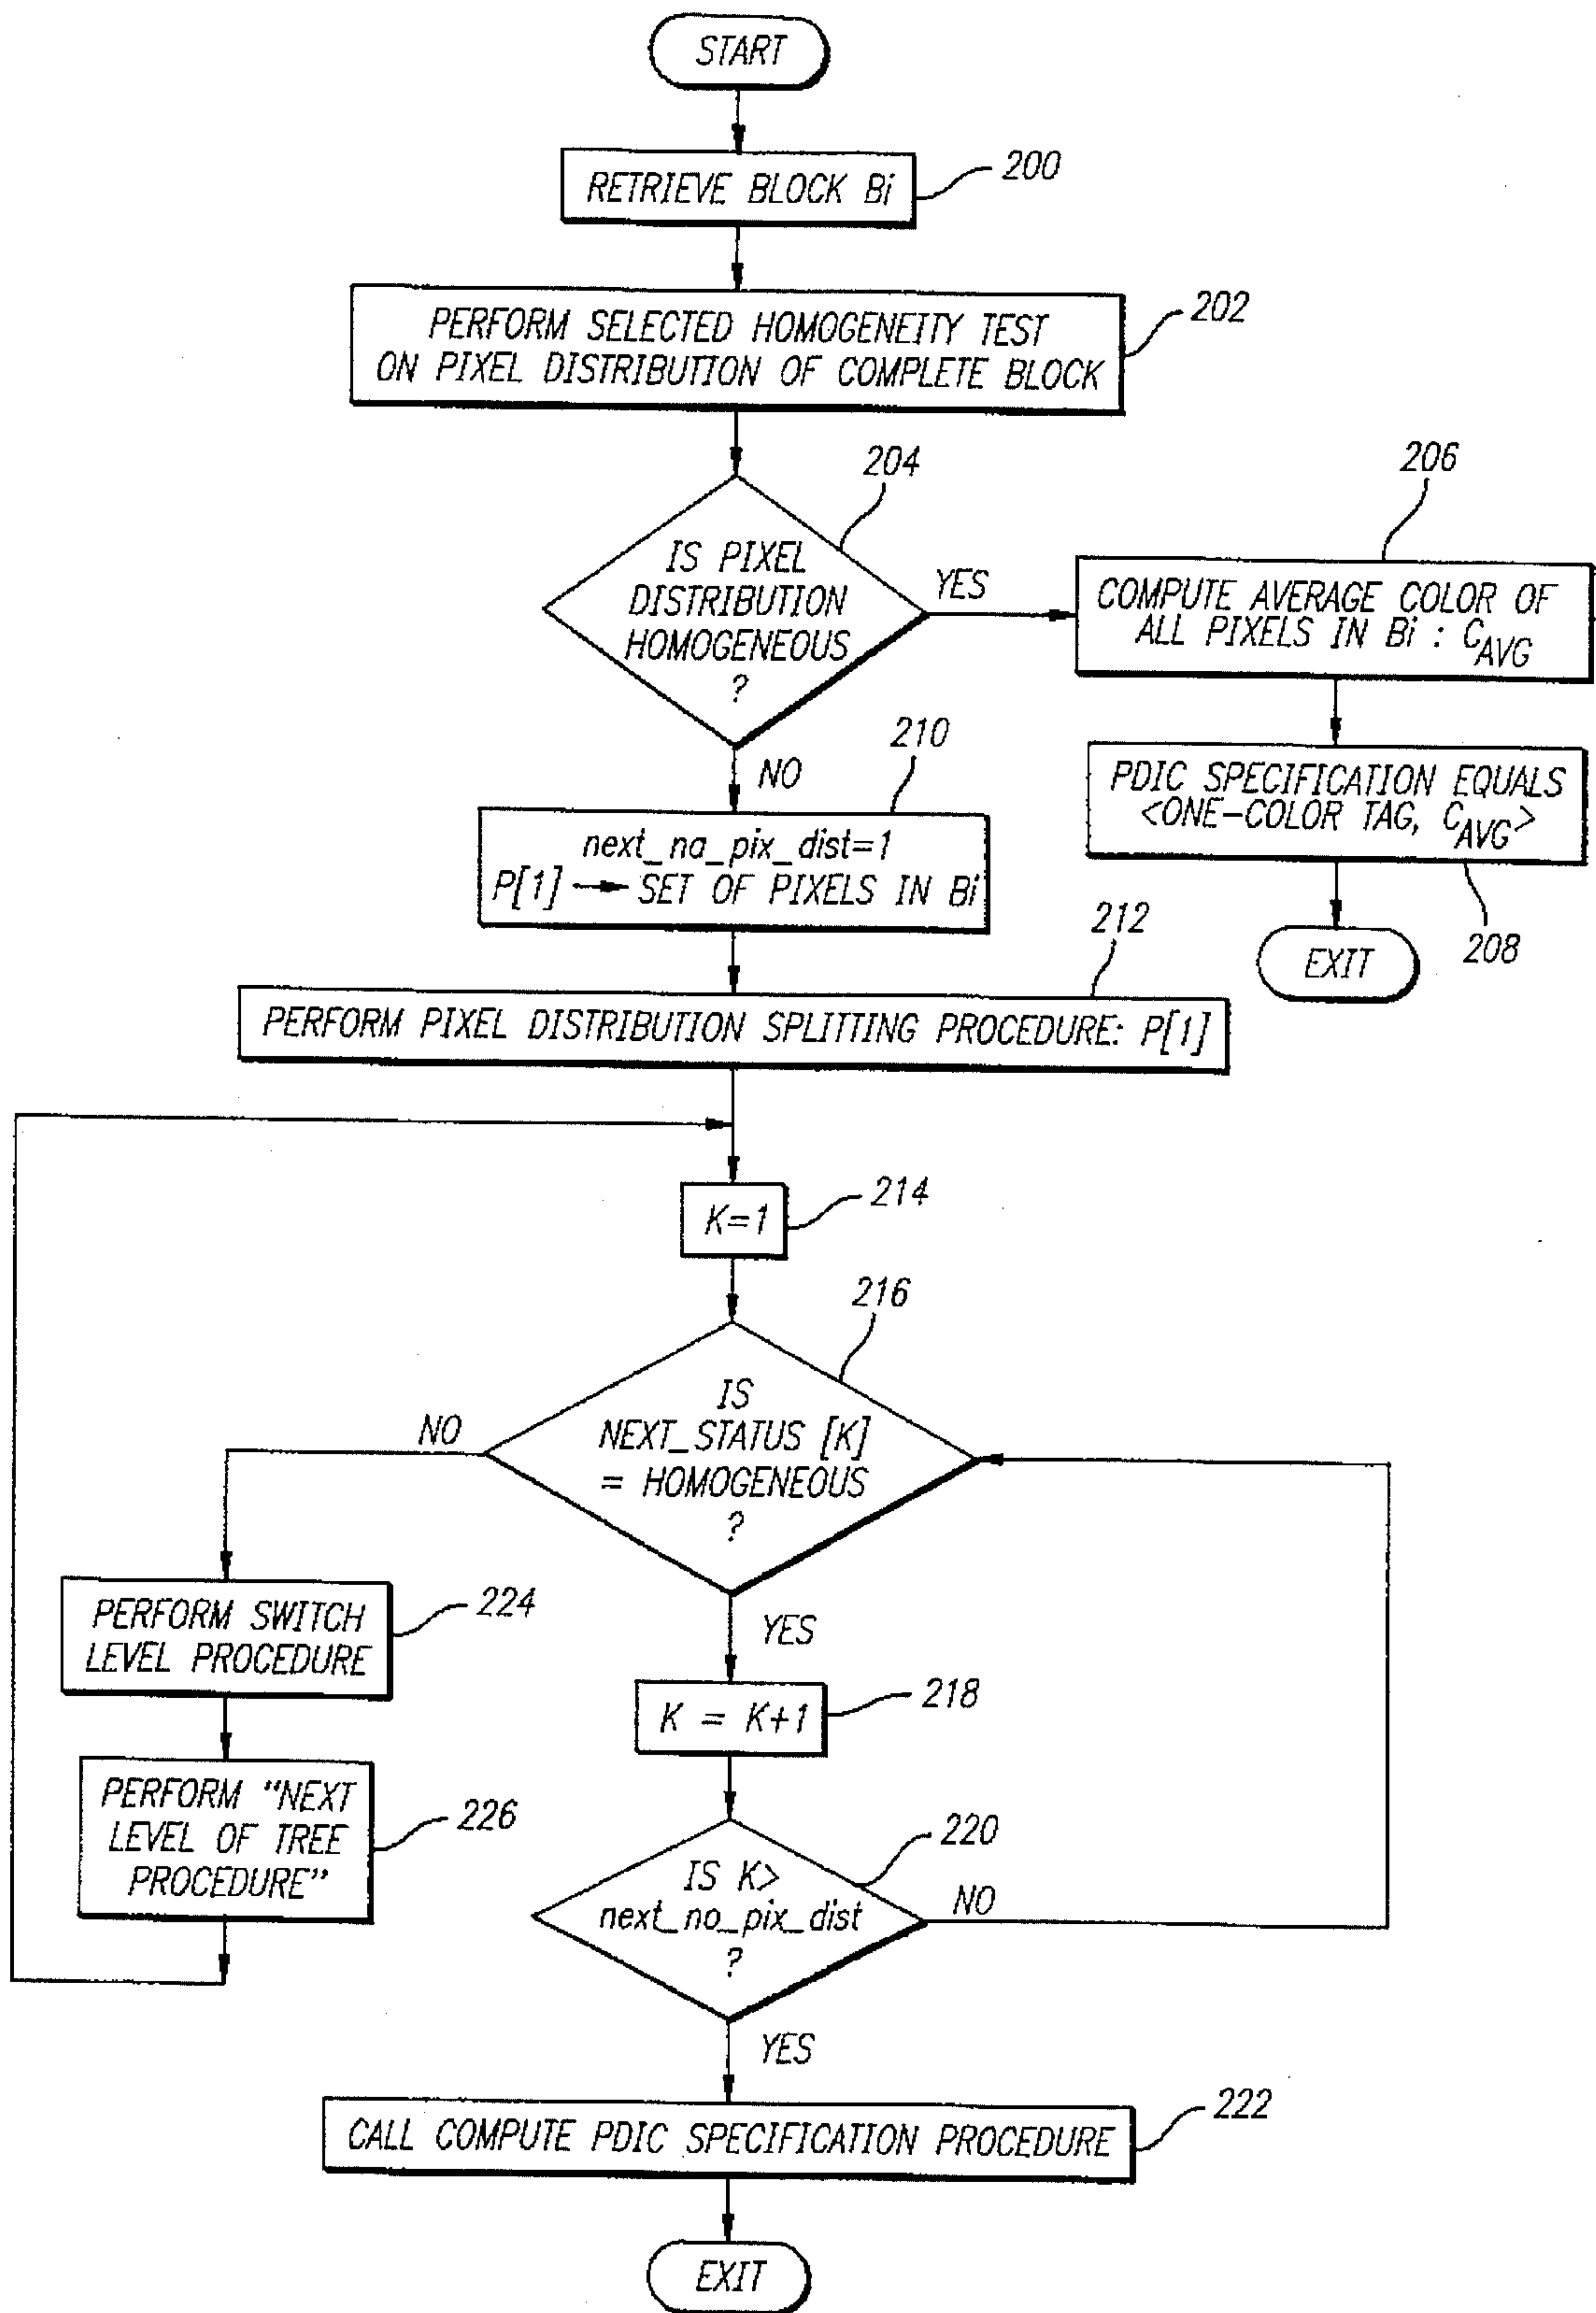 START
RETRIEVE BLOCK Bi
200
PERFORM SELECTED HOMOGENEITY TEST
ON PIXEL DISTRIBUTION OF COMPLETE BLOCK
202
204
IS PIXEL
DISTRIBUTION
HOMOGENEOUS
?
YES
206
COMPUTE AVERAGE COLOR OF
ALL PIXELS IN Bi : CAVG
PDIC SPECIFICATION EQUALS
<ONE-COLOR TAG, CAVG>
208
EXIT
NO
210
next_na_pix_dist=1
P[1] → SET OF PIXELS IN Bi
212
PERFORM PIXEL DISTRIBUTION SPLITTING PROCEDURE: P[1]
K=1
214
216
IS
NEXT_STATUS [K]
= HOMOGENEOUS
?
NO
PERFORM SWITCH
LEVEL PROCEDURE
224
PERFORM "NEXT
LEVEL OF TREE
PROCEDURE"
226
YES
K = K+1
218
220
IS K>
next_no_pix_dist
?
NO
YES
CALL COMPUTE PDIC SPECIFICATION PROCEDURE
222
EXIT